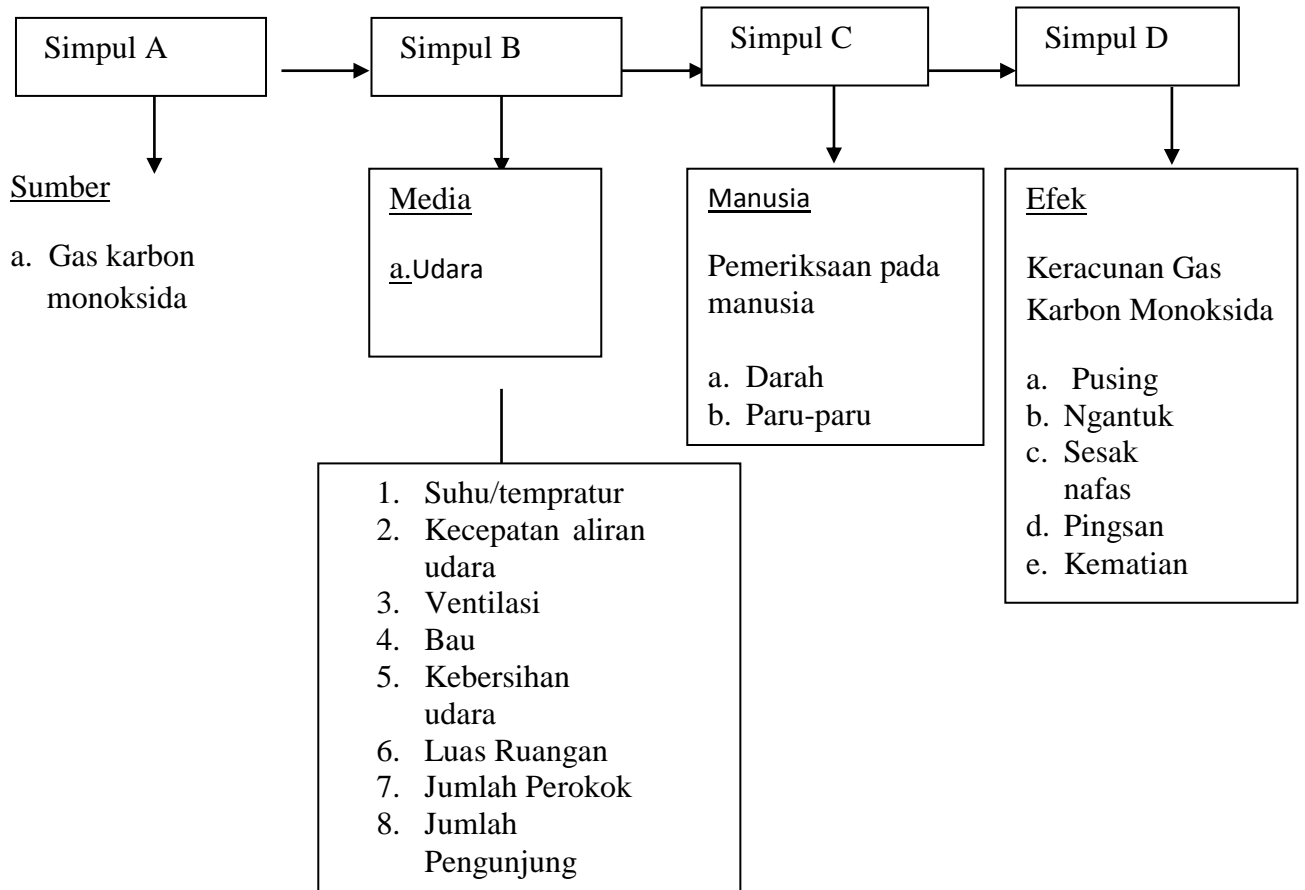 Simpul A
Simpul B
Simpul C
Simpul D
Sumber
a. Gas karbon
monoksida
Media
a.Udara
1. Suhu/tempratur
2. Kecepatan aliran
udara
3. Ventilasi
4. Bau
5. Kebersihan
udara
6. Luas Ruangan
7. Jumlah Perokok
8. Jumlah
Pengunjung
Manusia
Pemeriksaan pada
manusia
a. Darah
b. Paru-paru
Efek
Keracunan Gas
Karbon Monoksida
a. Pusing
b. Ngantuk
c. Sesak
nafas
d. Pingsan
e. Kematian